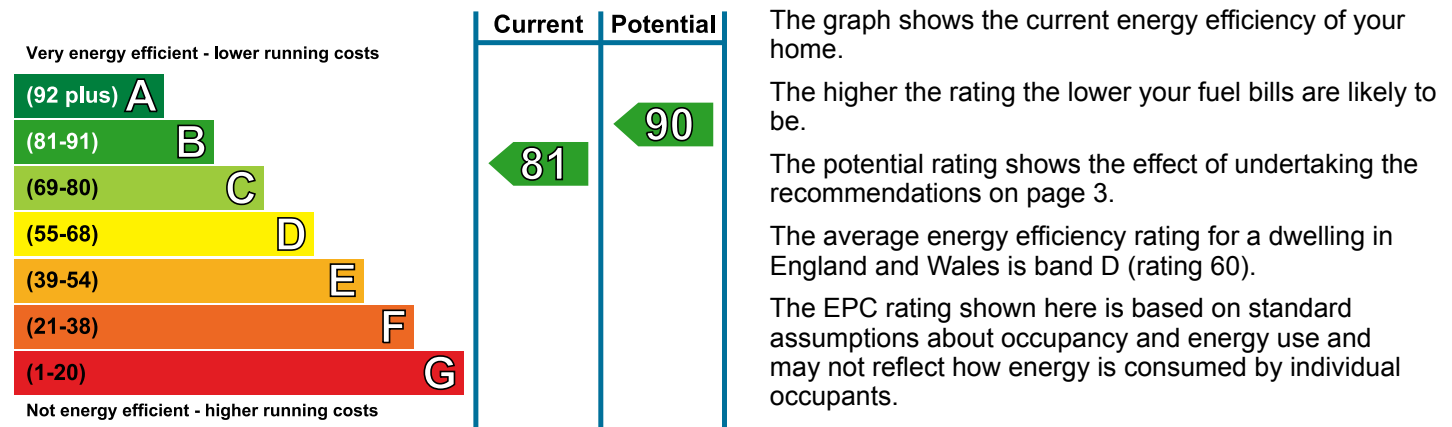 Current Potential
Very energy efficient - lower running costs
(92 plus) A
(81-91) B
(69-80) C
(55-68) D
(39-54) E
(21-38) F
(1-20) G
Not energy efficient - higher running costs
81
90
The graph shows the current energy efficiency of your
home.
The higher the rating the lower your fuel bills are likely to
be.
The potential rating shows the effect of undertaking the
recommendations on page 3.
The average energy efficiency rating for a dwelling in
England and Wales is band D (rating 60).
The EPC rating shown here is based on standard
assumptions about occupancy and energy use and
may not reflect how energy is consumed by individual
occupants.